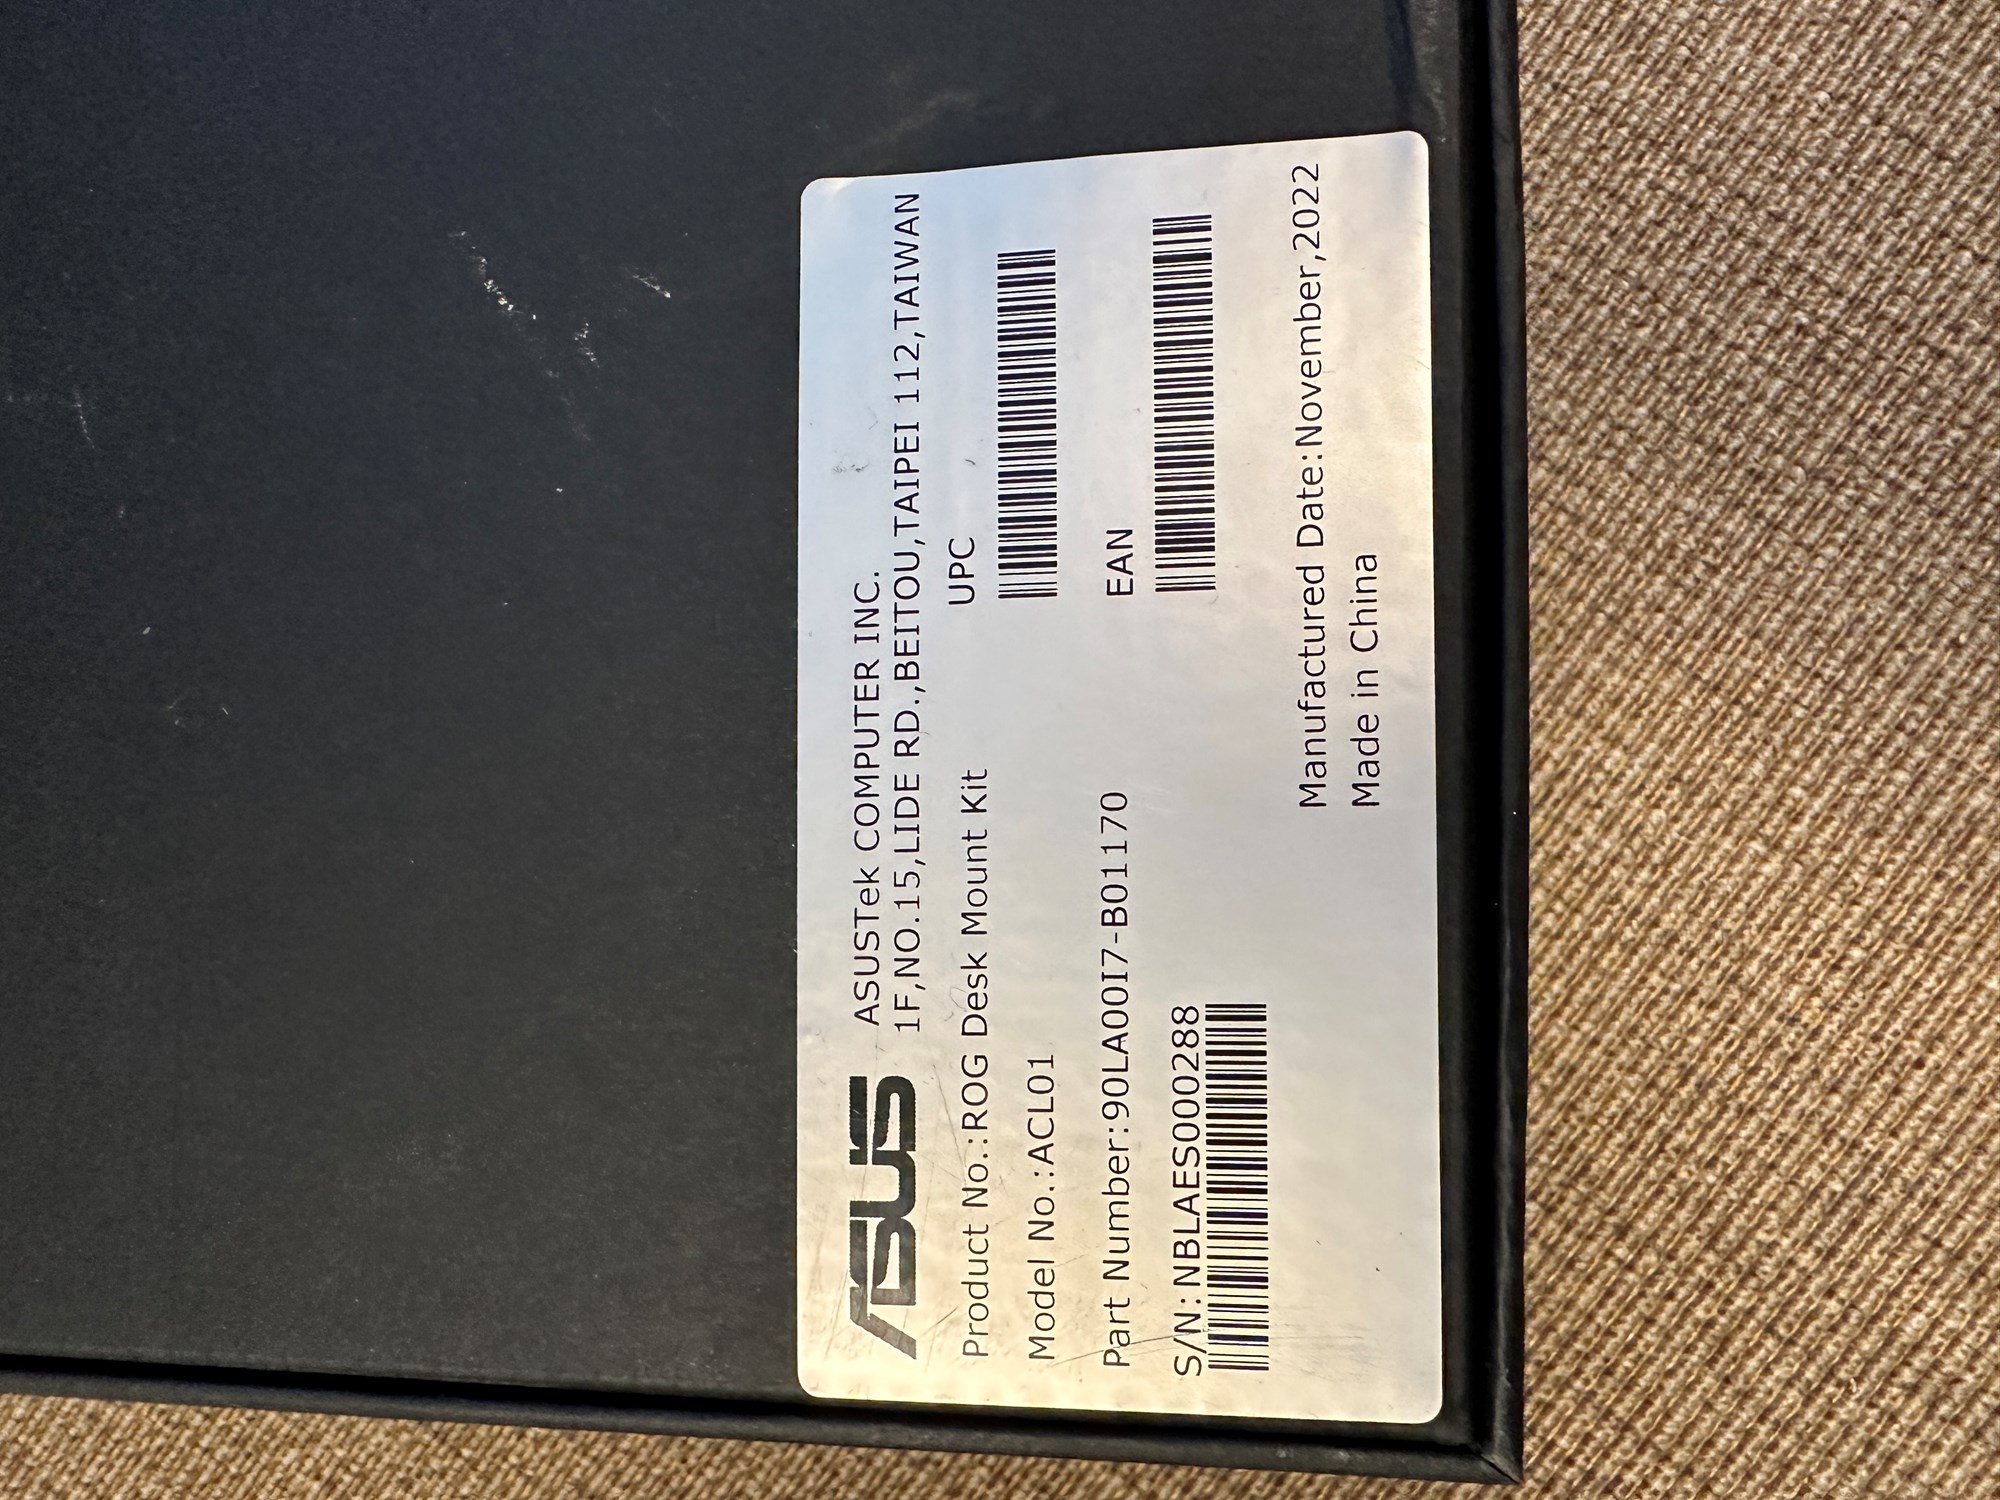 ASUS
ASUSTek COMPUTER INC.
1F,NO.15,LIDE RD.,BEITOU,TAIPEI 112,TAIWAN
Product No.:ROG Desk Mount Kit
UPC
Model No.:ACL01
Part Number:90LA00I7-B01170
EAN
S/N:NBLAES000288
Manufactured Date:November,2022
Made in China